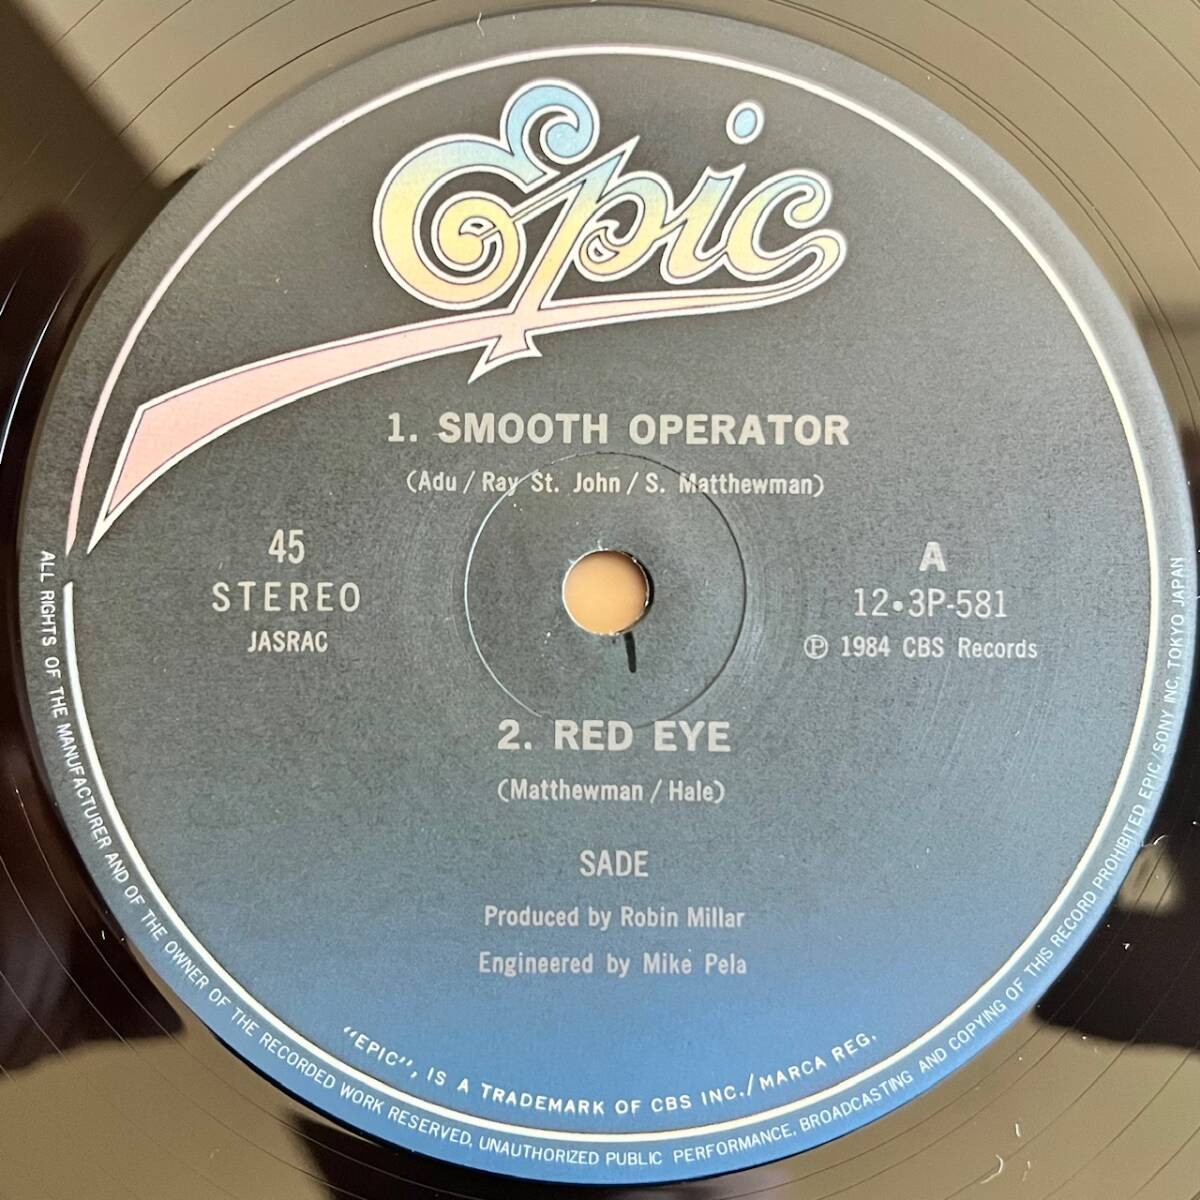 Epic
1. SMOOTH OPERATOR
(Adu / Ray St. John / S. Matthewman)
45
STEREO
JASRAC
A
12•3P-581
Ⓟ 1984 CBS Records
2. RED EYE
(Matthewman / Hale)
SADE
Produced by Robin Millar
Engineered by Mike Pela
"EPIC", IS A TRADEMARK OF CBS INC./MARCA REG.
ALL RIGHTS OF THE MANUFACTURER AND OF THE OWNER OF THE RECORDED WORK RESERVED, UNAUTHORIZED PUBLIC PERFORMANCE, BROADCASTING AND COPYING OF THIS RECORD PROHIBITED EPIC/SONY INC, TOKYO JAPAN